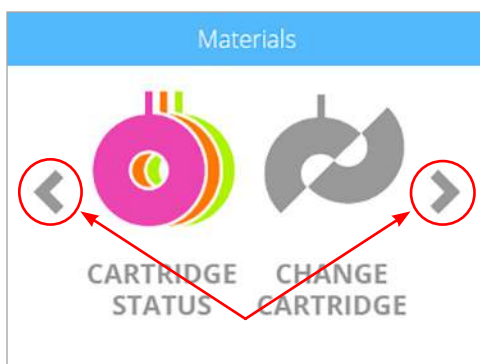 Materials
CARTRIDGE
STATUS
CHANGE
CARTRIDGE